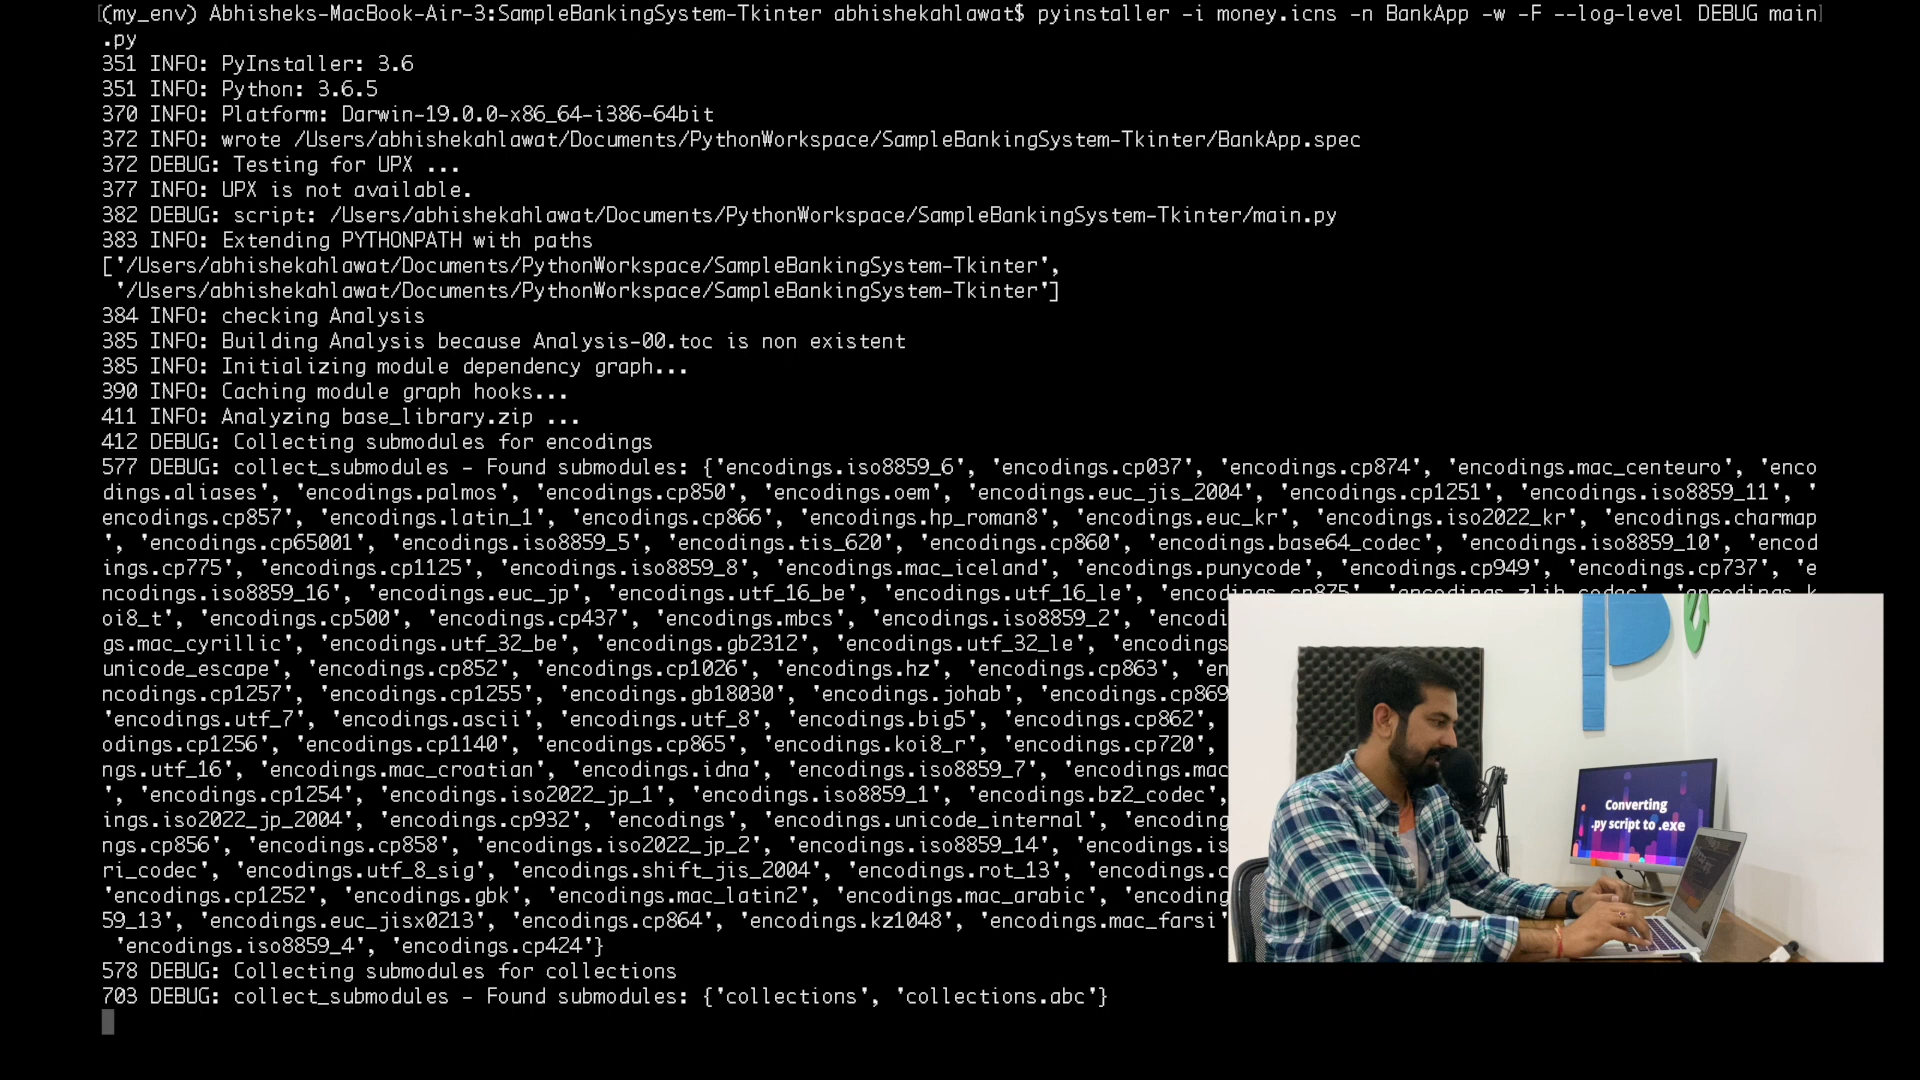 (my_env) Abhisheks-MacBook-Air-3:SampleBankingSystem-Tkinter abhishekahlawat$ pyinstaller -i money.icns -n BankApp -w -F --log-level DEBUG main
.py
351 INFO: PyInstaller: 3.6
351 INFO: Python: 3.6.5
370 INFO: Platform: Darwin-19.0.0-x86_64-i386-64bit
372 INFO: wrote /Users/abhishekahlawat/Documents/PythonWorkspace/SampleBankingSystem-Tkinter/BankApp.spec
372 DEBUG: Testing for UPX ...
377 INFO: UPX is not available.
382 DEBUG: script: /Users/abhishekahlawat/Documents/PythonWorkspace/SampleBankingSystem-Tkinter/main.py
383 INFO: Extending PYTHONPATH with paths
['/Users/abhishekahlawat/Documents/PythonWorkspace/SampleBankingSystem-Tkinter',
 '/Users/abhishekahlawat/Documents/PythonWorkspace/SampleBankingSystem-Tkinter']
384 INFO: checking Analysis
385 INFO: Building Analysis because Analysis-00.toc is non existent
385 INFO: Initializing module dependency graph...
390 INFO: Caching module graph hooks...
411 INFO: Analyzing base_library.zip ...
412 DEBUG: Collecting submodules for encodings
577 DEBUG: collect_submodules - Found submodules: {'encodings.iso8859_6', 'encodings.cp037', 'encodings.cp874', 'encodings.mac_centeuro', 'enco
dings.aliases', 'encodings.palmos', 'encodings.cp850', 'encodings.oem', 'encodings.euc_jis_2004', 'encodings.cp1251', 'encodings.iso8859_11', '
encodings.cp857', 'encodings.latin_1', 'encodings.cp866', 'encodings.hp_roman8', 'encodings.euc_kr', 'encodings.iso2022_kr', 'encodings.charmap
', 'encodings.cp65001', 'encodings.iso8859_5', 'encodings.tis_620', 'encodings.cp860', 'encodings.base64_codec', 'encodings.iso8859_10', 'encod
ings.cp775', 'encodings.cp1125', 'encodings.iso8859_8', 'encodings.mac_iceland', 'encodings.punycode', 'encodings.cp949', 'encodings.cp737', 'e
ncodings.iso8859_16', 'encodings.euc_jp', 'encodings.utf_16_be', 'encodings.utf_16_le', 'encodings.cp875', 'encodings.zlib_codec', 'encodings.k
oi8_t', 'encodings.cp500', 'encodings.cp437', 'encodings.mbcs', 'encodings.iso8859_2', 'encodi
gs.mac_cyrillic', 'encodings.utf_32_be', 'encodings.gb2312', 'encodings.utf_32_le', 'encodings
unicode_escape', 'encodings.cp852', 'encodings.cp1026', 'encodings.hz', 'encodings.cp863', 'en
ncodings.cp1257', 'encodings.cp1255', 'encodings.gb18030', 'encodings.johab', 'encodings.cp869
'encodings.utf_7', 'encodings.ascii', 'encodings.utf_8', 'encodings.big5', 'encodings.cp862',
odings.cp1256', 'encodings.cp1140', 'encodings.cp865', 'encodings.koi8_r', 'encodings.cp720',
ngs.utf_16', 'encodings.mac_croatian', 'encodings.idna', 'encodings.iso8859_7', 'encodings.mac
', 'encodings.cp1254', 'encodings.iso2022_jp_1', 'encodings.iso8859_1', 'encodings.bz2_codec',
ings.iso2022_jp_2004', 'encodings.cp932', 'encodings', 'encodings.unicode_internal', 'encoding
ngs.cp856', 'encodings.cp858', 'encodings.iso2022_jp_2', 'encodings.iso8859_14', 'encodings.is
ri_codec', 'encodings.utf_8_sig', 'encodings.shift_jis_2004', 'encodings.rot_13', 'encodings.c
'encodings.cp1252', 'encodings.gbk', 'encodings.mac_latin2', 'encodings.mac_arabic', 'encoding
59_13', 'encodings.euc_jisx0213', 'encodings.cp864', 'encodings.kz1048', 'encodings.mac_farsi'
 'encodings.iso8859_4', 'encodings.cp424'}
578 DEBUG: Collecting submodules for collections
703 DEBUG: collect_submodules - Found submodules: {'collections', 'collections.abc'}
Converting
.py script to .exe